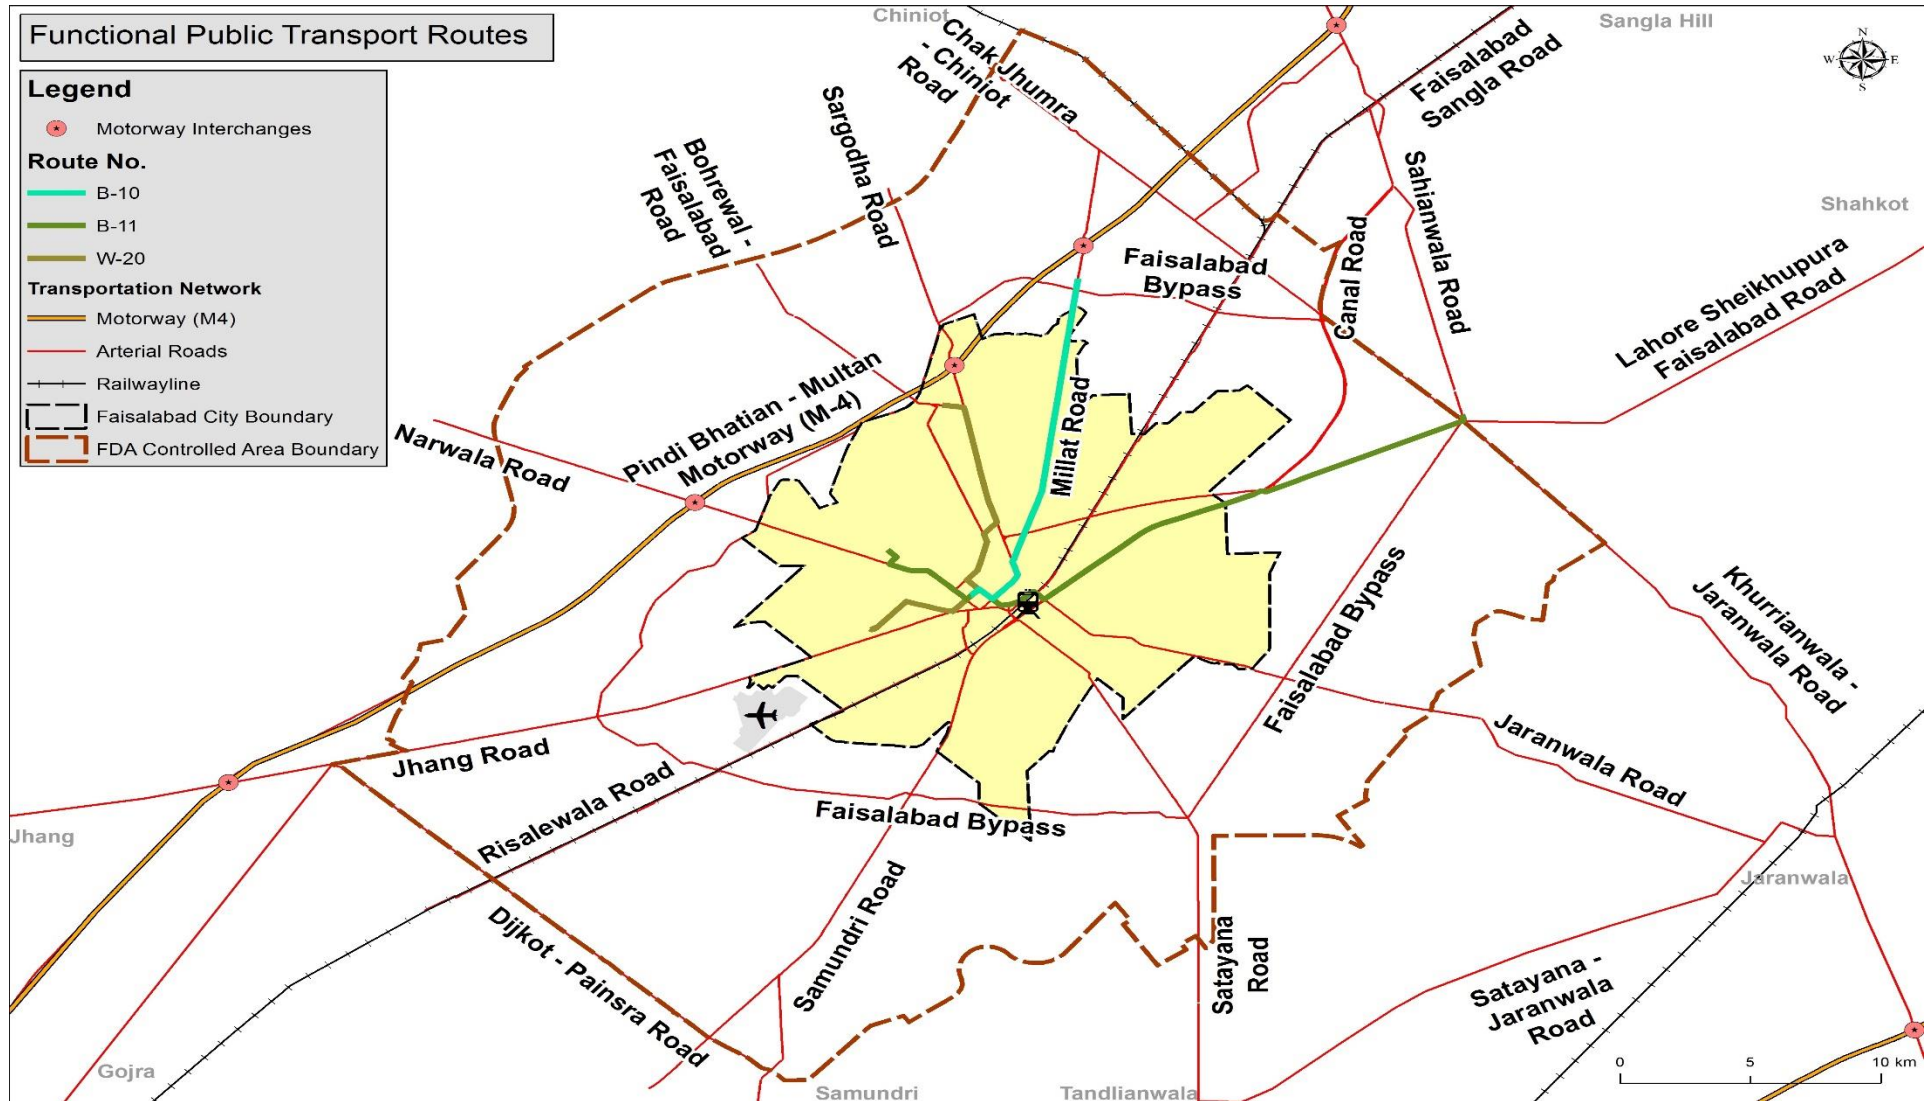 Functional Public Transport Routes
Legend
Motorway Interchanges
Route No.
B-10
B-11
W-20
Transportation Network
Motorway (M4)
Arterial Roads
Railwayline
Faisalabad City Boundary
FDA Controlled Area Boundary
Chiniot
Sangla Hill
N
W
E
S
Chak Jhumra
- Chiniot
Road
Faisalabad
Sangla Road
Sargodha Road
Bohrewal -
Faisalabad
Road
Sahianwala Road
Shahkot
Canal Road
Faisalabad
Bypass
Lahore Sheikhupura
Faisalabad Road
Pindi Bhatian - Multan
Motorway (M-4)
Millat Road
Narwala Road
Faisalabad Bypass
Khurrianwala -
Jaranwala Road
Jaranwala Road
Jhang Road
Risalewala Road
Faisalabad Bypass
Jhang
Jaranwala
Dijkot - Painsra Road
Samundri Road
Satayana
Road
Satayana -
Jaranwala
Road
Gojra
Samundri
Tandlianwala
0 5 10 km